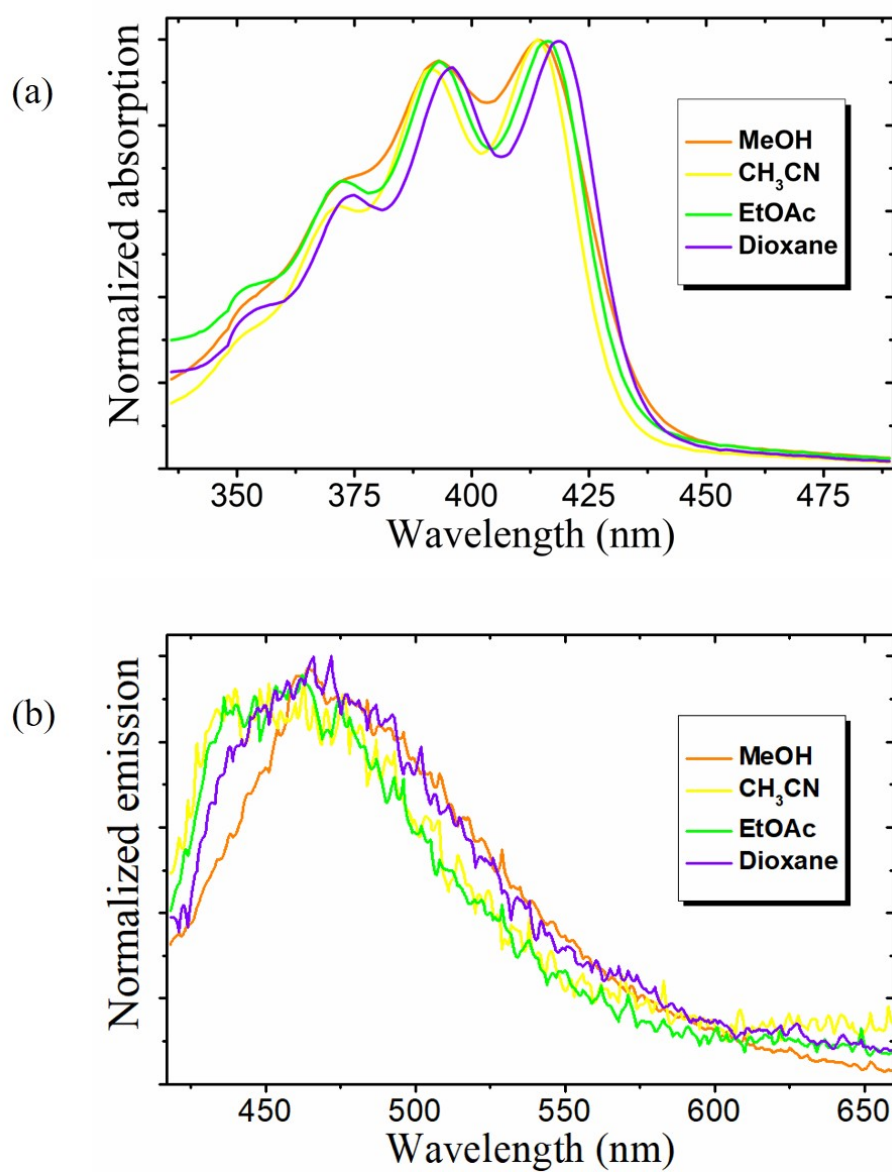 (a)
Normalized absorption
MeOH
CH₃CN
EtOAc
Dioxane
350 375 400 425 450 475
Wavelength (nm)
(b)
Normalized emission
MeOH
CH₃CN
EtOAc
Dioxane
450 500 550 600 650
Wavelength (nm)